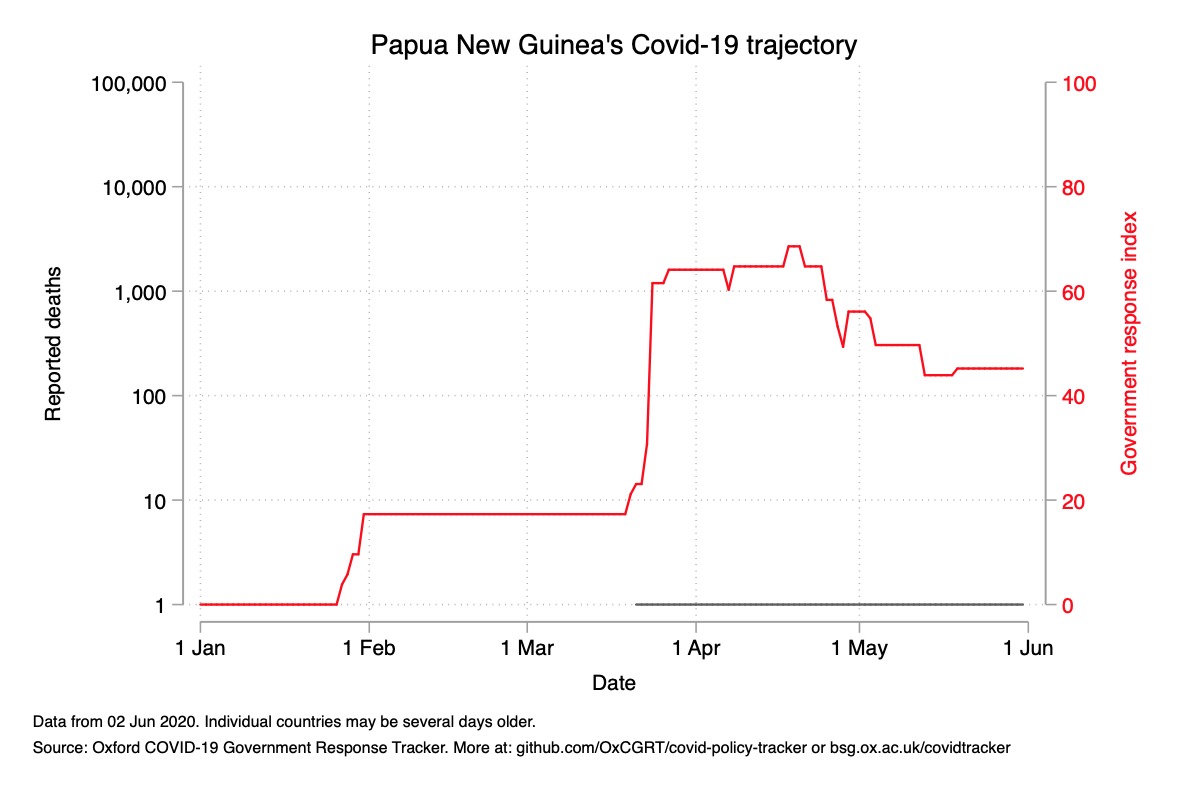 Papua New Guinea's Covid-19 trajectory
100,000
10,000
1,000
100
10
1
Reported deaths
100
80
60
40
20
0
Government response index
1 Jan
1 Feb
1 Mar
1 Apr
1 May
1 Jun
Date
Data from 02 Jun 2020. Individual countries may be several days older.
Source: Oxford COVID-19 Government Response Tracker. More at: github.com/OxCGRT/covid-policy-tracker or bsg.ox.ac.uk/covidtracker